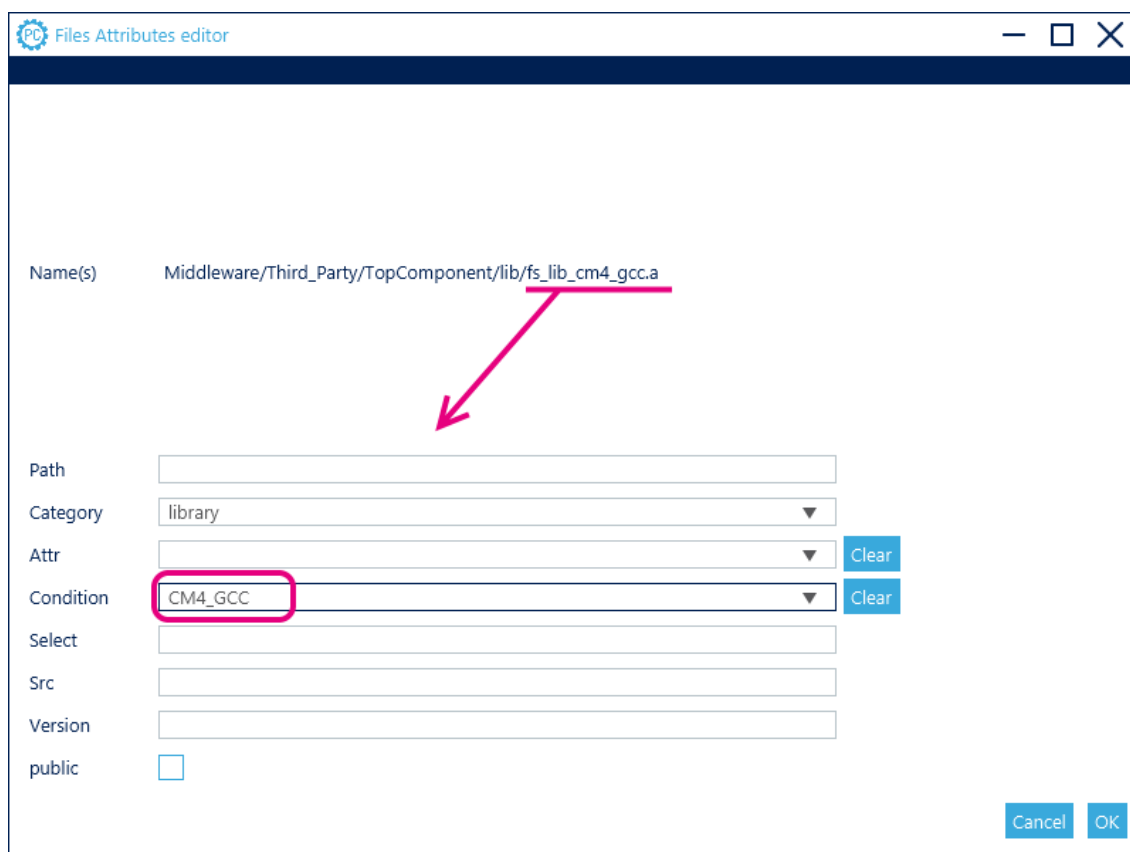 PC Files Attributes editor
Name(s) Middleware/Third_Party/TopComponent/lib/fs_lib_cm4_gcc.a
Path
Category library
Attr Clear
Condition CM4_GCC Clear
Select
Src
Version
public
Cancel OK